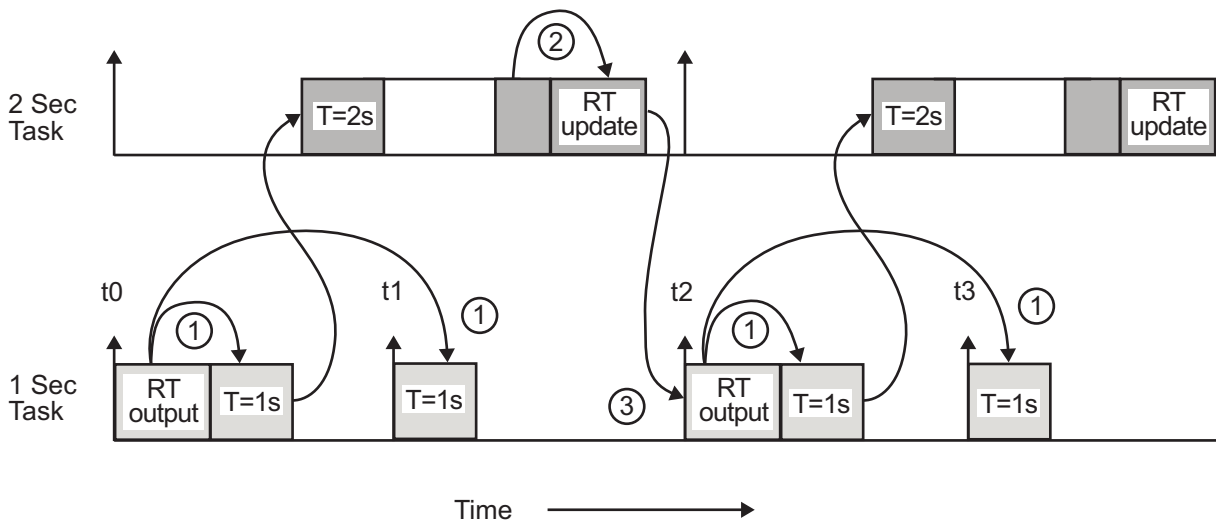 2
2 Sec
Task
T=2s
RT
update
T=2s
RT
update
t0
t1
t2
t3
1
1
1
1
1 Sec
Task
RT
output
T=1s
T=1s
3
RT
output
T=1s
T=1s
Time